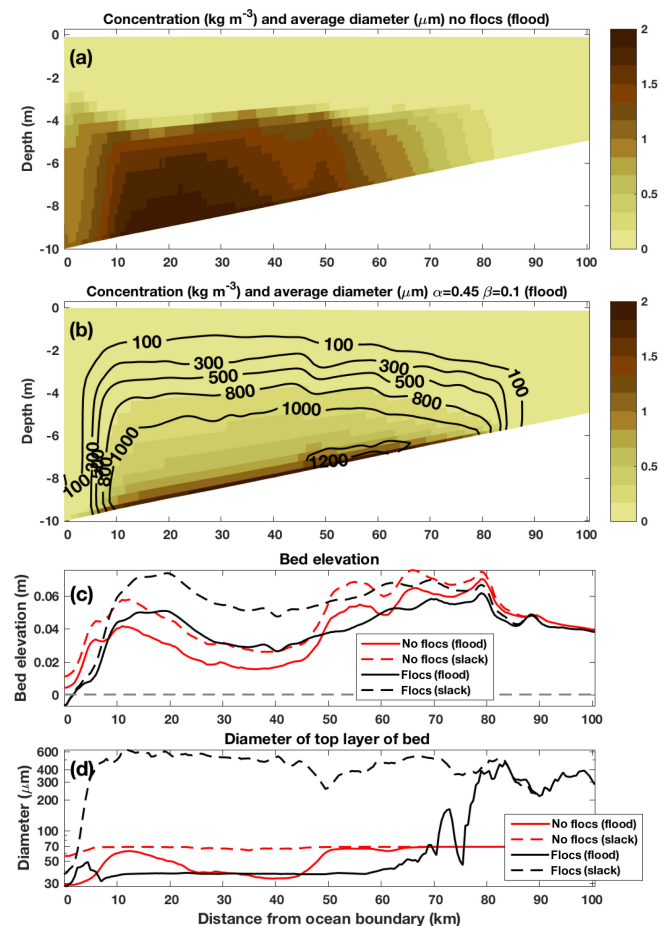 Concentration (kg m⁻³) and average diameter (μm) no flocs (flood)
(a)
Depth (m)
0
-2
-4
-6
-8
-10
0 10 20 30 40 50 60 70 80 90 100
2
1.5
1
0.5
0
Concentration (kg m⁻³) and average diameter (μm) α=0.45 β=0.1 (flood)
(b)
Depth (m)
0
-2
-4
-6
-8
-10
100 100
300 300
500 500
800 800
1000 1000
1200
100
100
300
800
1000
0 10 20 30 40 50 60 70 80 90 100
2
1.5
1
0.5
0
Bed elevation
(c)
Bed elevation (m)
0.06
0.04
0.02
0
No flocs (flood)
No flocs (slack)
Flocs (flood)
Flocs (slack)
0 10 20 30 40 50 60 70 80 90 100
Diameter of top layer of bed
(d)
Diameter (μm)
600
400
300
200
100
70
50
30
No flocs (flood)
No flocs (slack)
Flocs (flood)
Flocs (slack)
0 10 20 30 40 50 60 70 80 90 100
Distance from ocean boundary (km)